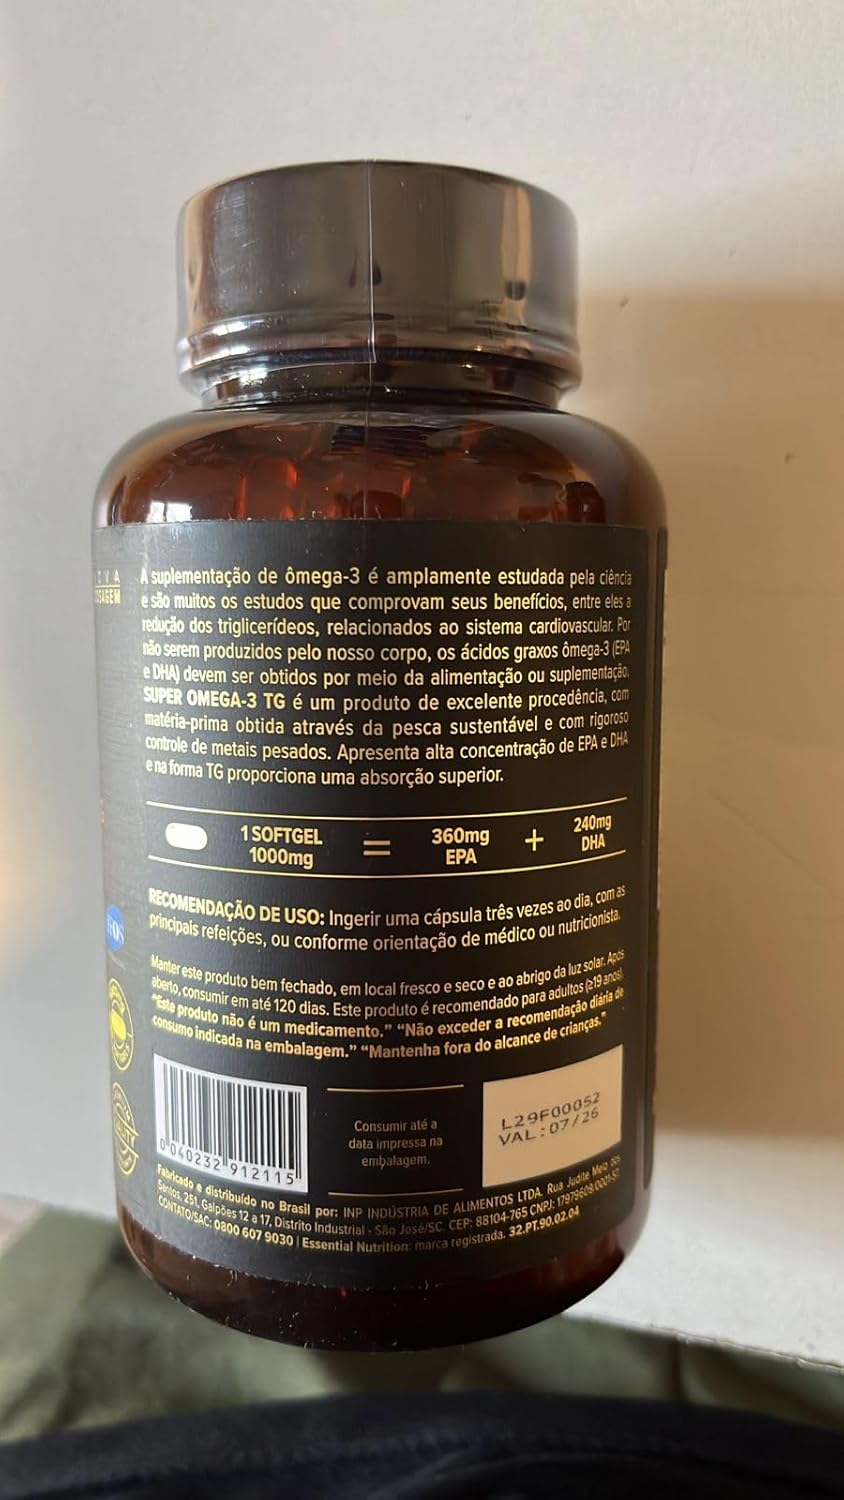 A suplementação de ômega-3 é amplamente estudada pela ciência
e são muitos os estudos que comprovam seus benefícios, entre eles a
redução dos triglicerídeos, relacionados ao sistema cardiovascular. Por
não serem produzidos pelo nosso corpo, os ácidos graxos ômega-3 (EPA
e DHA) devem ser obtidos por meio da alimentação ou suplementação.
SUPER OMEGA-3 TG é um produto de excelente procedência, com
matéria-prima obtida através da pesca sustentável e com rigoroso
controle de metais pesados. Apresenta alta concentração de EPA e DHA
e na forma TG proporciona uma absorção superior.
1 SOFTGEL = 360mg + 240mg
1000mg EPA DHA
RECOMENDAÇÃO DE USO: Ingerir uma cápsula três vezes ao dia, com as
principais refeições, ou conforme orientação de médico ou nutricionista.
Manter este produto bem fechado, em local fresco e seco e ao abrigo da luz solar. Após
aberto, consumir em até 120 dias. Este produto é recomendado para adultos (≥19 anos).
"Este produto não é um medicamento." "Não exceder a recomendação diária de
consumo indicada na embalagem." "Mantenha fora do alcance de crianças."
0 040232 912115
Consumir até a
data impressa na
embalagem.
L29F00052
VAL:07/26
Fabricado e distribuído no Brasil por: INP INDÚSTRIA DE ALIMENTOS LTDA. Rua Judite Melo dos
Santos, 251, Galpões 12 a 17, Distrito Industrial - São José/SC. CEP: 88104-765 CNPJ: 17979609/0001-57.
CONTATO/SAC: 0800 607 9030 | Essential Nutrition: marca registrada. 32.PT.90.02.04